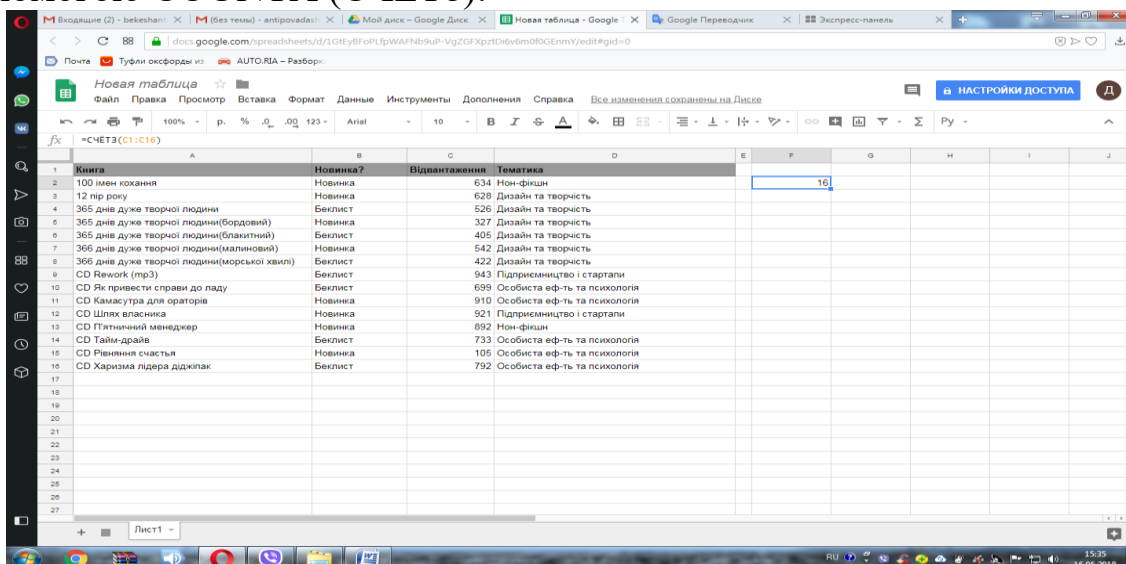 помогою COUNTA (СЧЁТЗ):
Входящие (2) - bekeshant. M (без темы) - antipovadash Мой диск – Google Диск Новая таблица - Google Т Google Переводчик Экспресс-панель
docs.google.com/spreadsheets/d/1GtEyBFoPLfpWAFNb9uP-VgZGFXpztDi6v6m0f0GEnmY/edit#gid=0
Почта Туфли оксфорды из AUTO.RIA – Разборк
Новая таблица
Файл Правка Просмотр Вставка Формат Данные Инструменты Дополнения Справка Все изменения сохранены на Диске
НАСТРОЙКИ ДОСТУПА Д
100% р. % .0 .00 123 Arial 10 B I S A Σ Ру
fx =СЧЁТЗ(C1:C16)
A B C D E F G H I J
1 Книга Новинка? Відвантаження Тематика
2 100 імен кохання Новинка 634 Нон-фікшн 16
3 12 пір року Новинка 628 Дизайн та творчість
4 365 днів дуже творчої людини Беклист 526 Дизайн та творчість
5 365 днів дуже творчої людини(бордовий) Новинка 327 Дизайн та творчість
6 365 днів дуже творчої людини(блакитний) Беклист 405 Дизайн та творчість
7 366 днів дуже творчої людини(малиновий) Новинка 542 Дизайн та творчість
8 366 днів дуже творчої людини(морської хвилі) Беклист 422 Дизайн та творчість
9 CD Rework (mp3) Беклист 943 Підприємництво і стартапи
10 CD Як привести справи до ладу Беклист 699 Особиста еф-ть та психологія
11 CD Камасутра для ораторів Новинка 910 Особиста еф-ть та психологія
12 CD Шлях власника Новинка 921 Підприємництво і стартапи
13 CD П'ятничний менеджер Новинка 892 Нон-фікшн
14 CD Тайм-драйв Беклист 733 Особиста еф-ть та психологія
15 CD Рівняння счастья Новинка 105 Особиста еф-ть та психологія
16 CD Харизма лідера діджіпак Беклист 792 Особиста еф-ть та психологія
17
18
19
20
21
22
23
24
25
26
27
Лист1
RU 15:35
16.05.2018